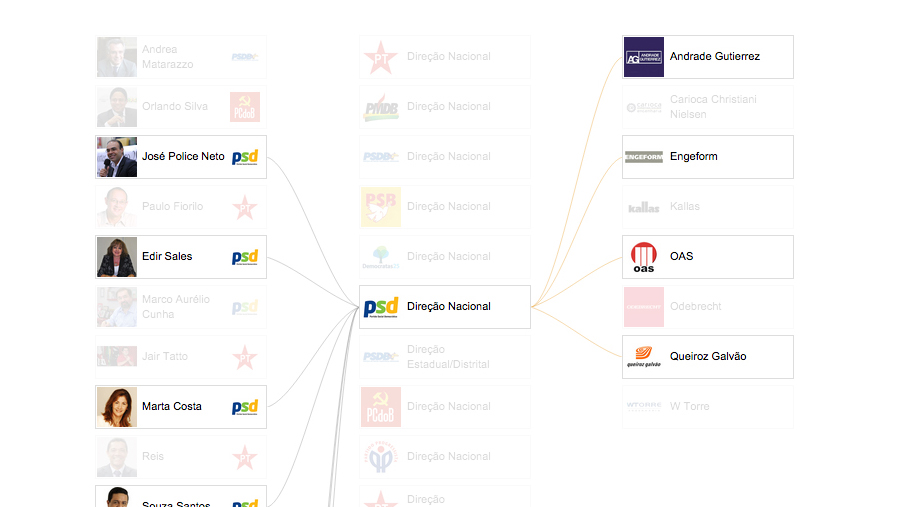 Andrea
Matarazzo
PSDB
Orlando Silva
PCdoB
José Police Neto
psd
Paulo Fiorilo
PT
Edir Sales
psd
Marco Aurélio
Cunha
psd
Jair Tatto
PT
Marta Costa
psd
Reis
PT
Souza Santos
psd
PT
Direção Nacional
PMDB
Direção Nacional
PSDB
Direção Nacional
PSB
Direção Nacional
Democratas
Direção Nacional
psd
Direção Nacional
PSDB
Direção
Estadual/Distrital
PCdoB
Direção Nacional
Direção Nacional
PT
Direção
AG ANDRADE
GUTIERREZ
Andrade Gutierrez
Carioca Christiani
Nielsen
ENGEFORM
Engeform
kallas
Kallas
oas
OAS
ODEBRECHT
Odebrecht
queiroz galvão
Queiroz Galvão
WTORRE
W Torre